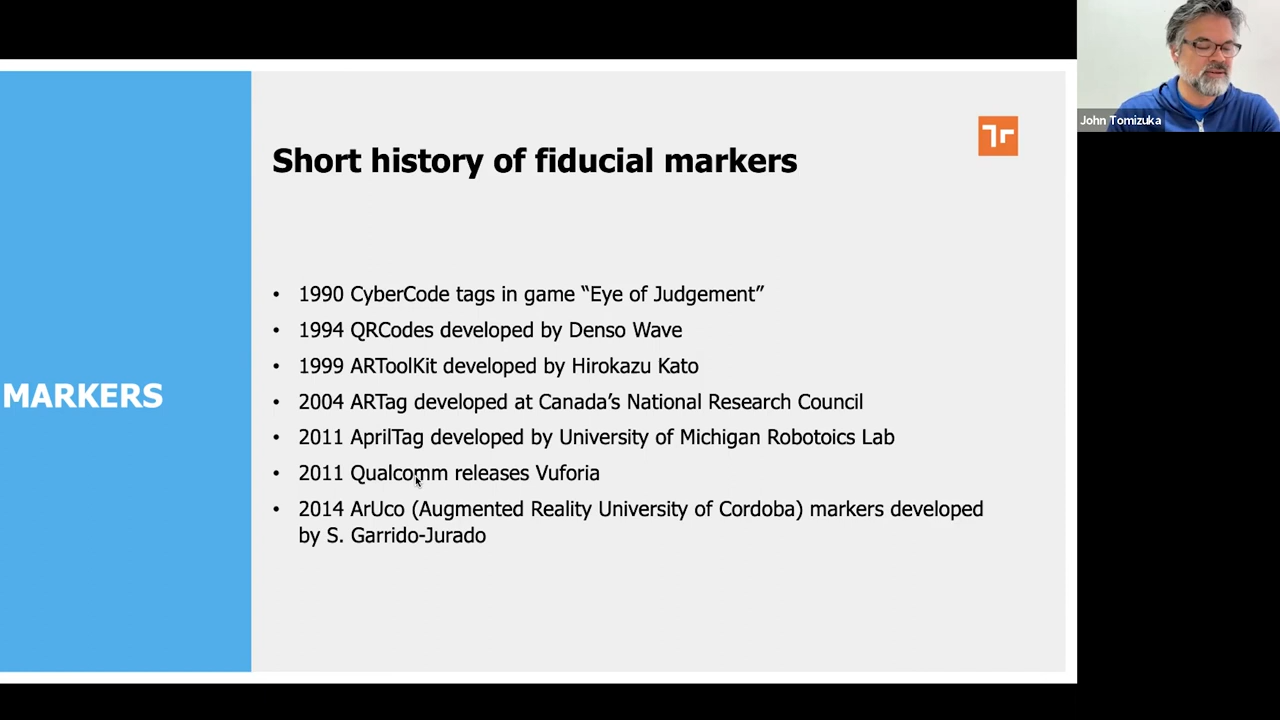 John Tomizuka
Short history of fiducial markers
MARKERS
• 1990 CyberCode tags in game “Eye of Judgement”
• 1994 QRCodes developed by Denso Wave
• 1999 ARToolKit developed by Hirokazu Kato
• 2004 ARTag developed at Canada’s National Research Council
• 2011 AprilTag developed by University of Michigan Robotoics Lab
• 2011 Qualcomm releases Vuforia
• 2014 ArUco (Augmented Reality University of Cordoba) markers developed
by S. Garrido-Jurado